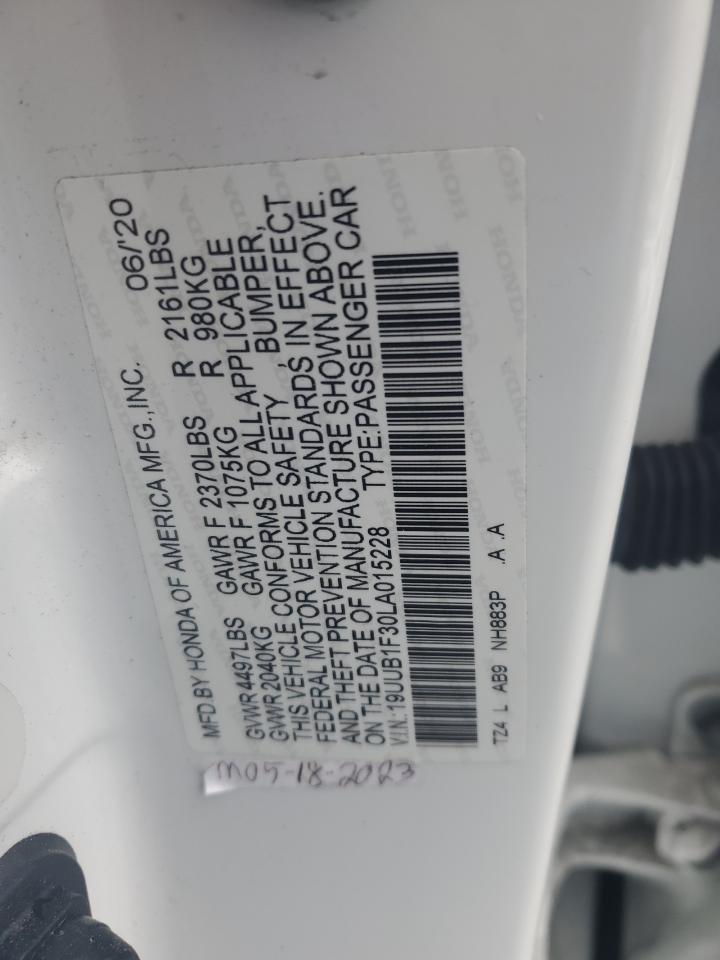 MFD.BY HONDA OF AMERICA MFG.,INC. 06/'20
GVWR 4497LBS GAWR F 2370LBS R 2161LBS
GVWR 2040KG GAWR F 1075KG R 980KG
THIS VEHICLE CONFORMS TO ALL APPLICABLE
FEDERAL MOTOR VEHICLE SAFETY, BUMPER,
AND THEFT PREVENTION STANDARDS IN EFFECT
ON THE DATE OF MANUFACTURE SHOWN ABOVE.
V.I.N.:19UUB1F30LA015228 TYPE:PASSENGER CAR
TZ4 L AB9 NH883P .A .A
m05-18-2023